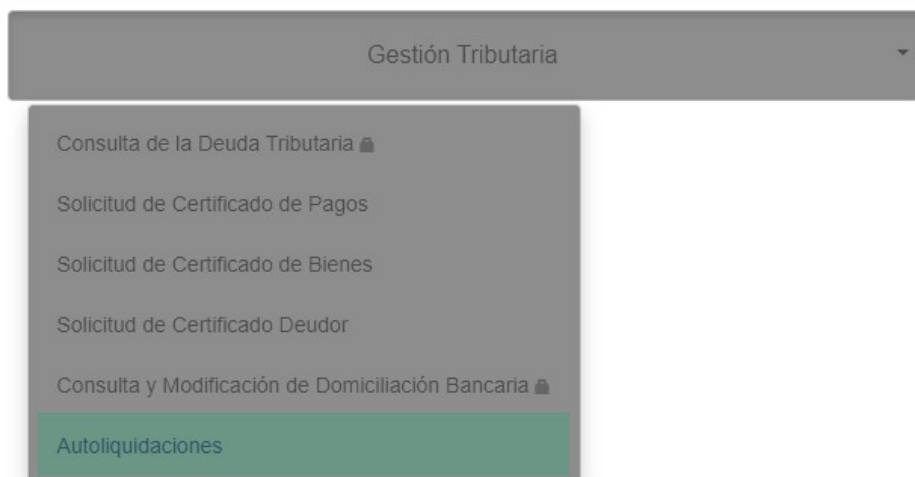 Gestión Tributaria
Consulta de la Deuda Tributaria
Solicitud de Certificado de Pagos
Solicitud de Certificado de Bienes
Solicitud de Certificado Deudor
Consulta y Modificación de Domiciliación Bancaria
Autoliquidaciones